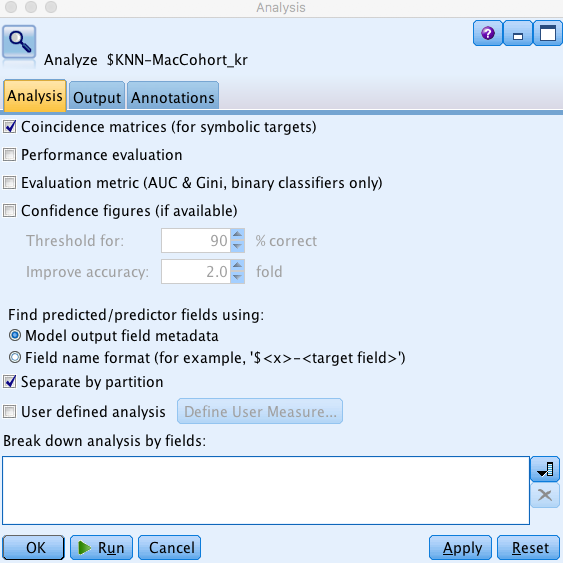 Analysis
?
Analyze $KNN-MacCohort_kr
Analysis Output Annotations
Coincidence matrices (for symbolic targets)
Performance evaluation
Evaluation metric (AUC & Gini, binary classifiers only)
Confidence figures (if available)
Threshold for: 90 % correct
Improve accuracy: 2.0 fold
Find predicted/predictor fields using:
Model output field metadata
Field name format (for example, '$<x>-<target field>')
Separate by partition
User defined analysis Define User Measure...
Break down analysis by fields:
OK Run Cancel Apply Reset